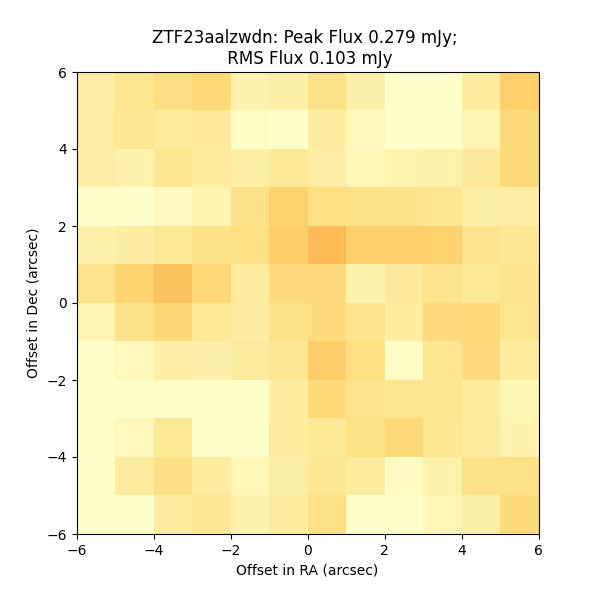 ZTF23aalzwdn: Peak Flux 0.279 mJy;
RMS Flux 0.103 mJy
6
4
2
0
−2
−4
−6
Offset in Dec (arcsec)
−6 −4 −2 0 2 4 6
Offset in RA (arcsec)